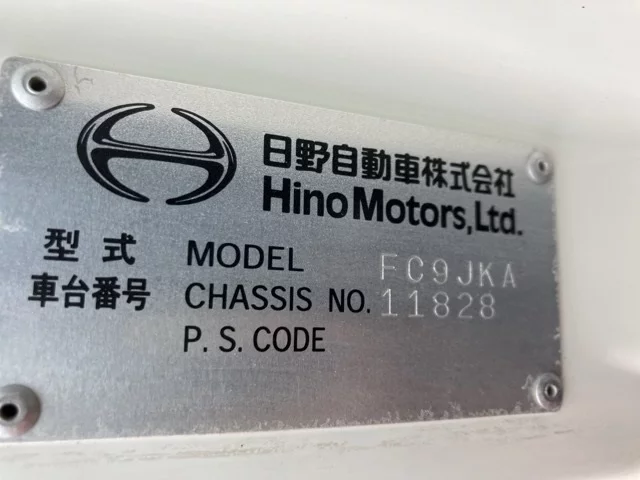 日野自動車株式会社
Hino Motors, Ltd.
型式 MODEL FC9JKA
車台番号 CHASSIS NO. 11828
P. S. CODE